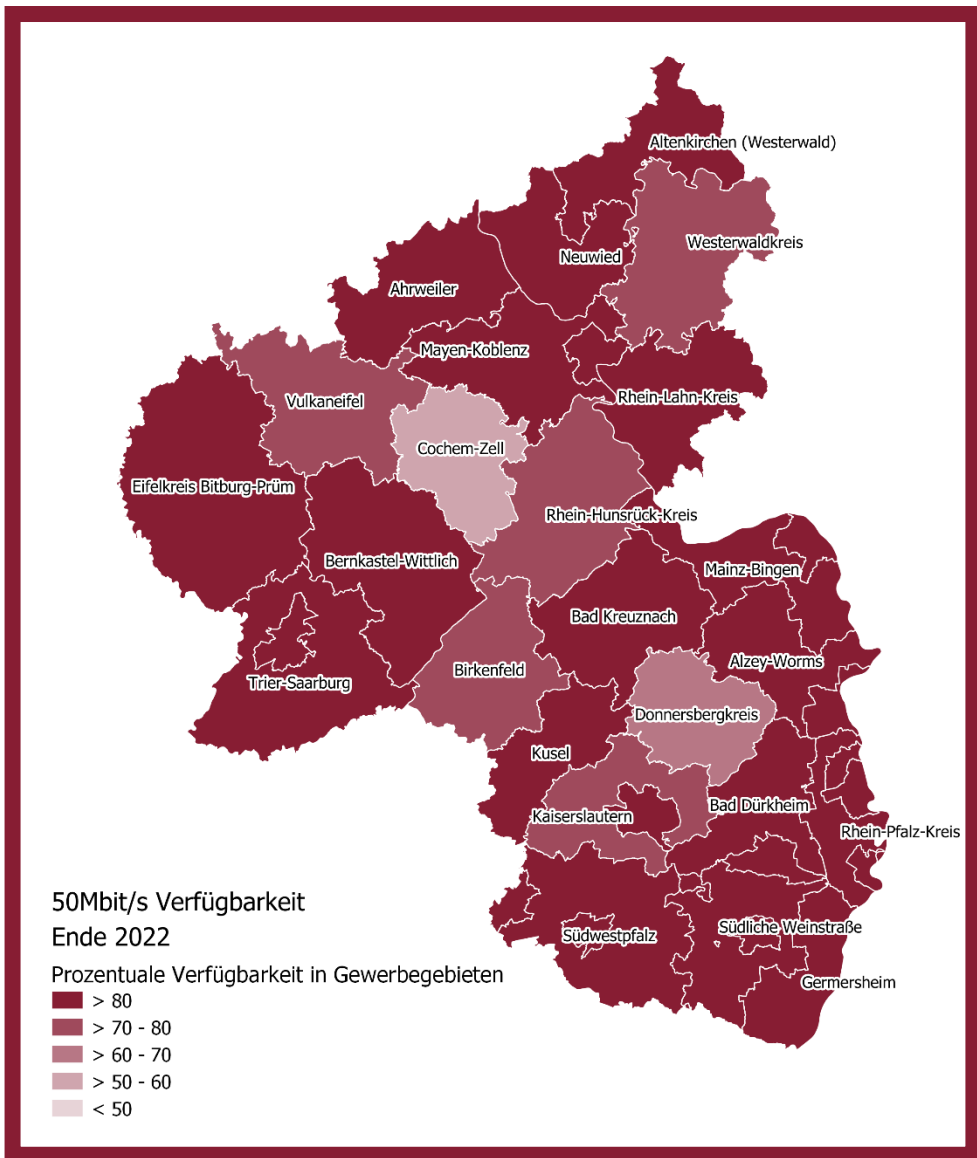 Altenkirchen (Westerwald)
Westerwaldkreis
Neuwied
Ahrweiler
Mayen-Koblenz
Rhein-Lahn-Kreis
Vulkaneifel
Cochem-Zell
Eifelkreis Bitburg-Prüm
Rhein-Hunsrück-Kreis
Bernkastel-Wittlich
Mainz-Bingen
Bad Kreuznach
Alzey-Worms
Birkenfeld
Trier-Saarburg
Donnersbergkreis
Kusel
Kaiserslautern
Bad Dürkheim
Rhein-Pfalz-Kreis
Südwestpfalz
Südliche Weinstraße
Germersheim
50Mbit/s Verfügbarkeit
Ende 2022
Prozentuale Verfügbarkeit in Gewerbegebieten
> 80
> 70 - 80
> 60 - 70
> 50 - 60
< 50